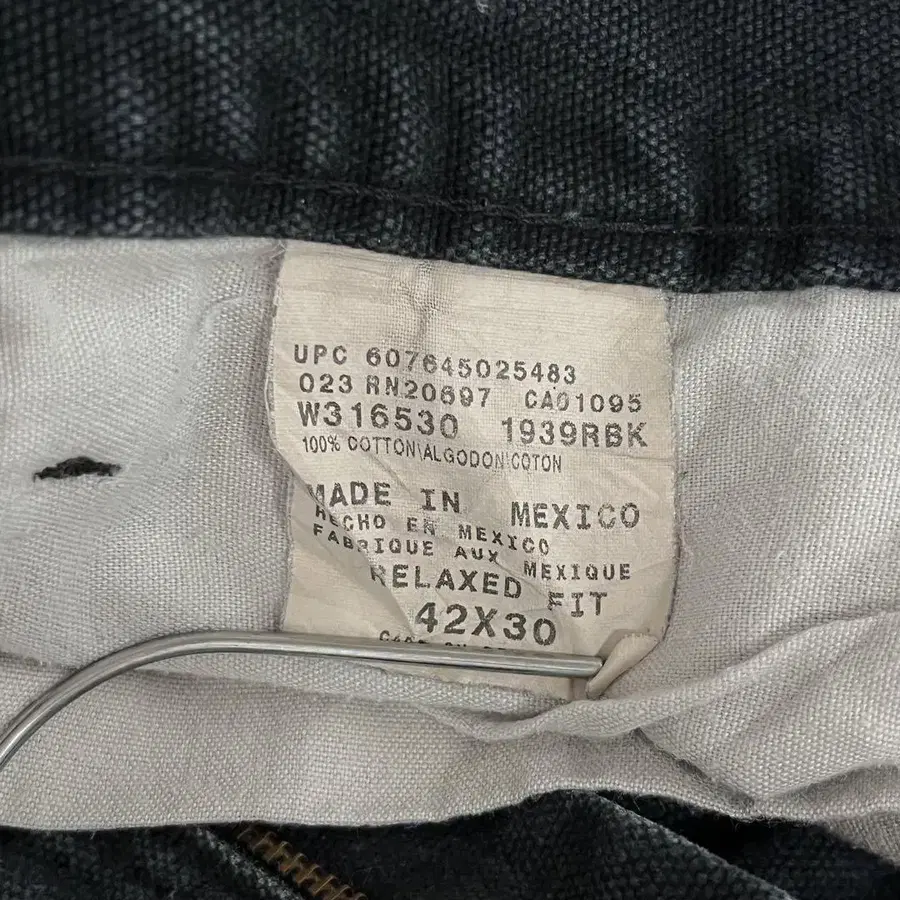 UPC 607645025483
023 RN20697 CA01095
W316530 1939RBK
100% COTTON\ALGODON\COTON
MADE IN MEXICO
HECHO EN MEXICO
FABRIQUE AUX MEXIQUE
RELAXED FIT
42X30